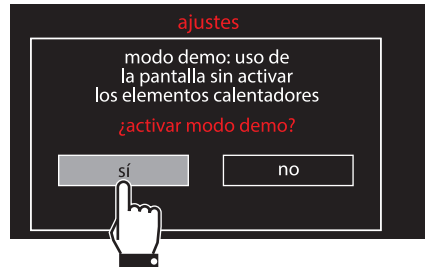 ajustes
modo demo: uso de
la pantalla sin activar
los elementos calentadores
¿activar modo demo?
sí
no